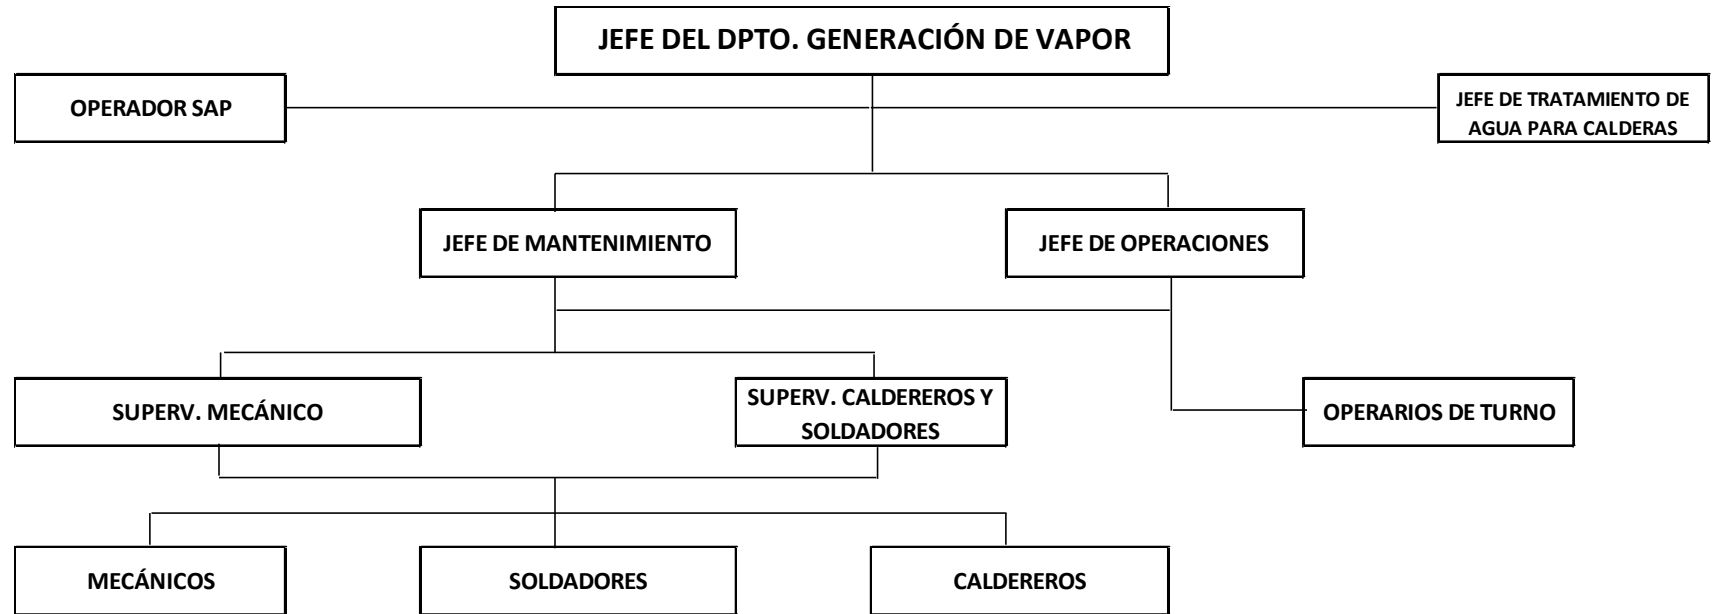 JEFE DEL DPTO. GENERACIÓN DE VAPOR
OPERADOR SAP
JEFE DE TRATAMIENTO DE
AGUA PARA CALDERAS
JEFE DE MANTENIMIENTO
JEFE DE OPERACIONES
SUPERV. MECÁNICO
SUPERV. CALDEREROS Y
SOLDADORES
OPERARIOS DE TURNO
MECÁNICOS
SOLDADORES
CALDEREROS